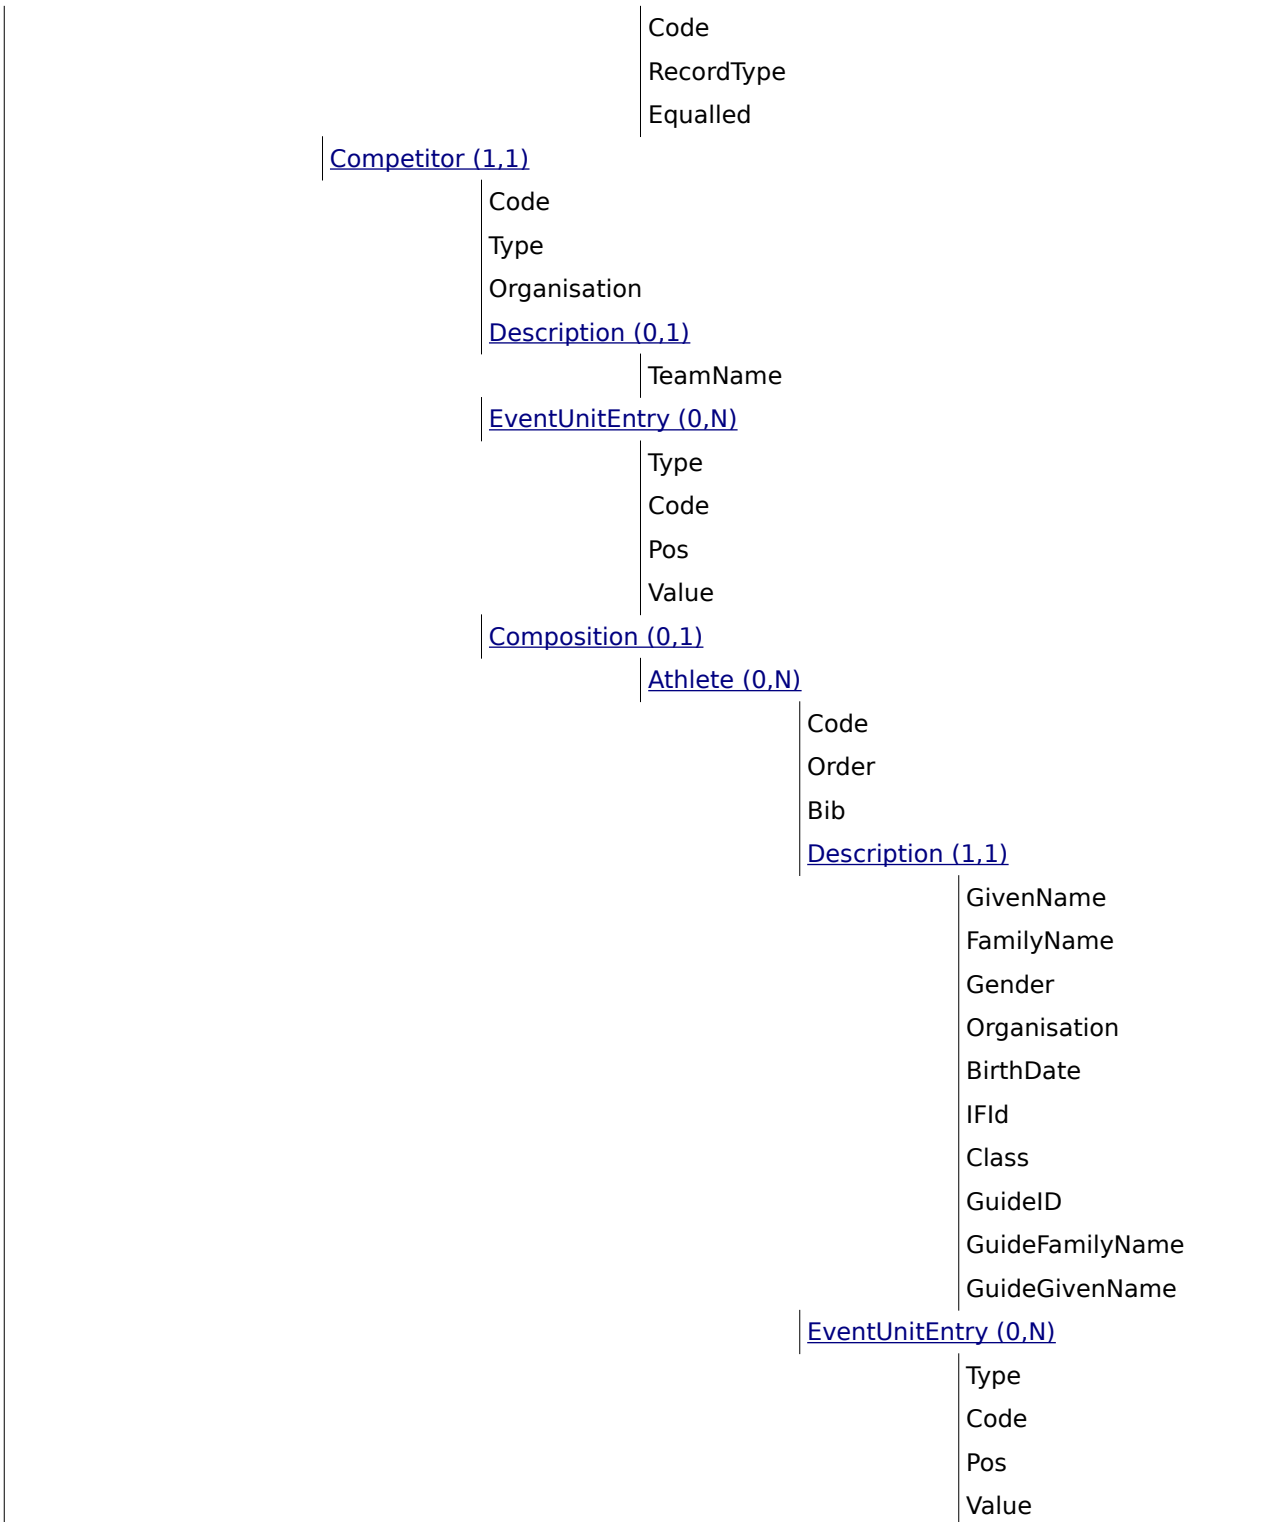 Code
RecordType
Equalled
Competitor (1,1)
Code
Type
Organisation
Description (0,1)
TeamName
EventUnitEntry (0,N)
Type
Code
Pos
Value
Composition (0,1)
Athlete (0,N)
Code
Order
Bib
Description (1,1)
GivenName
FamilyName
Gender
Organisation
BirthDate
IFId
Class
GuideID
GuideFamilyName
GuideGivenName
EventUnitEntry (0,N)
Type
Code
Pos
Value